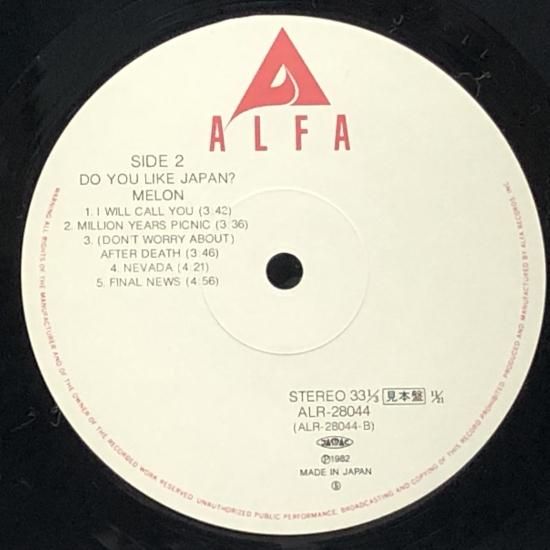 ALFA
SIDE 2
DO YOU LIKE JAPAN?
MELON
1. I WILL CALL YOU (3:42)
2. MILLION YEARS PICNIC (3:36)
3. (DON'T WORRY ABOUT)
AFTER DEATH (3:46)
4. NEVADA (4:21)
5. FINAL NEWS (4:56)
STEREO 33⅓ 見本盤 1/21
ALR-28044
(ALR-28044-B)
JASRAC
Ⓟ1982
MADE IN JAPAN
Ⓢ
WARNING: ALL RIGHTS OF THE MANUFACTURER AND OF THE OWNER OF THE RECORDED WORK RESERVED. UNAUTHORIZED PUBLIC PERFORMANCE, BROADCASTING AND COPYING OF THIS RECORD PROHIBITED. PRODUCED AND MANUFACTURED BY ALFA RECORDS, INC.